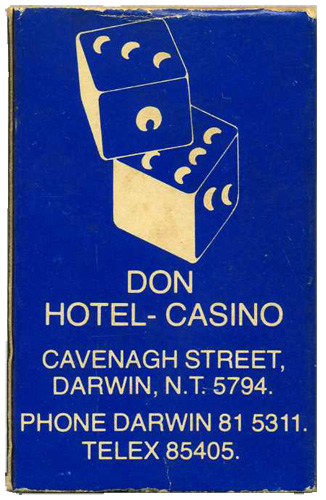 DON
HOTEL- CASINO
CAVENAGH STREET,
DARWIN, N.T. 5794.
PHONE DARWIN 81 5311.
TELEX 85405.